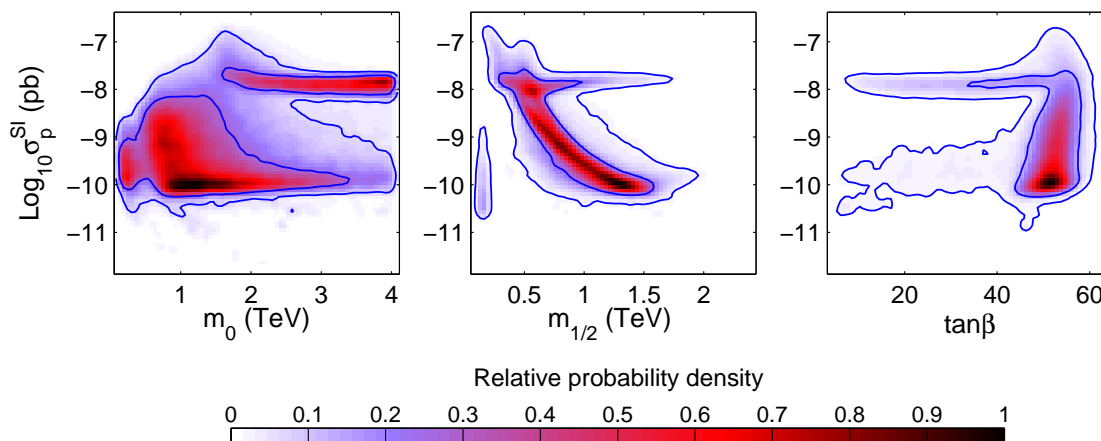 Log₁₀σₚˢᴵ (pb)
−7
−8
−9
−10
−11
1 2 3 4
m₀ (TeV)
−7
−8
−9
−10
−11
0.5 1 1.5 2
m₁/₂ (TeV)
−7
−8
−9
−10
−11
20 40 60
tanβ
Relative probability density
0 0.1 0.2 0.3 0.4 0.5 0.6 0.7 0.8 0.9 1